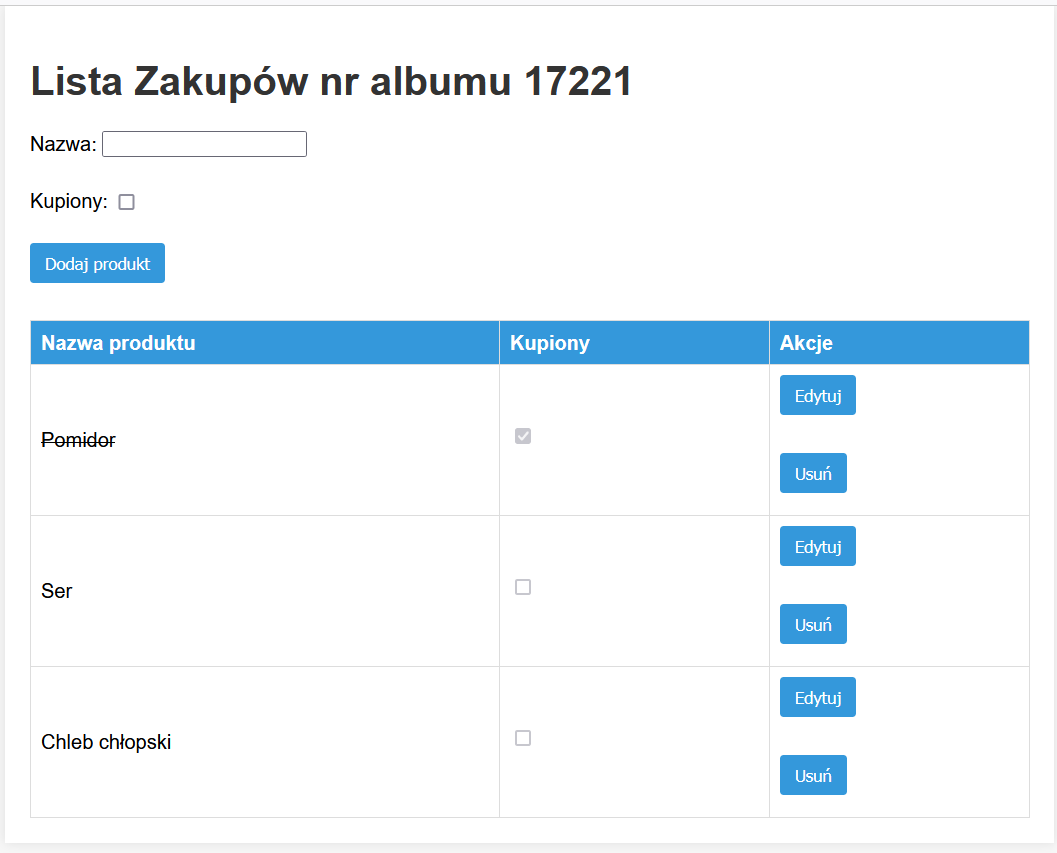 Lista Zakupów nr albumu 17221
Nazwa:
Kupiony:
Dodaj produkt
Nazwa produktu Kupiony Akcje
Pomidor
Edytuj
Usuń
Ser
Edytuj
Usuń
Chleb chłopski
Edytuj
Usuń